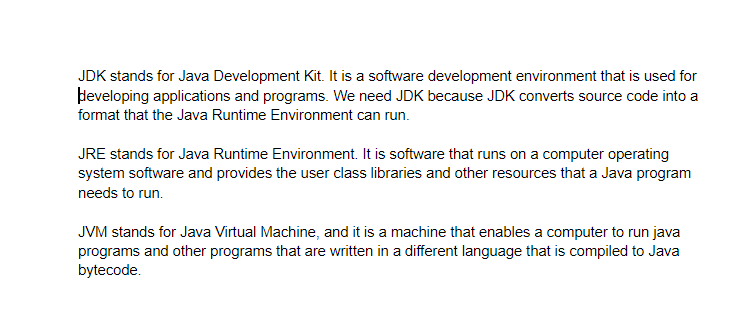 JDK stands for Java Development Kit. It is a software development environment that is used for
developing applications and programs. We need JDK because JDK converts source code into a
format that the Java Runtime Environment can run.
JRE stands for Java Runtime Environment. It is software that runs on a computer operating
system software and provides the user class libraries and other resources that a Java program
needs to run.
JVM stands for Java Virtual Machine, and it is a machine that enables a computer to run java
programs and other programs that are written in a different language that is compiled to Java
bytecode.